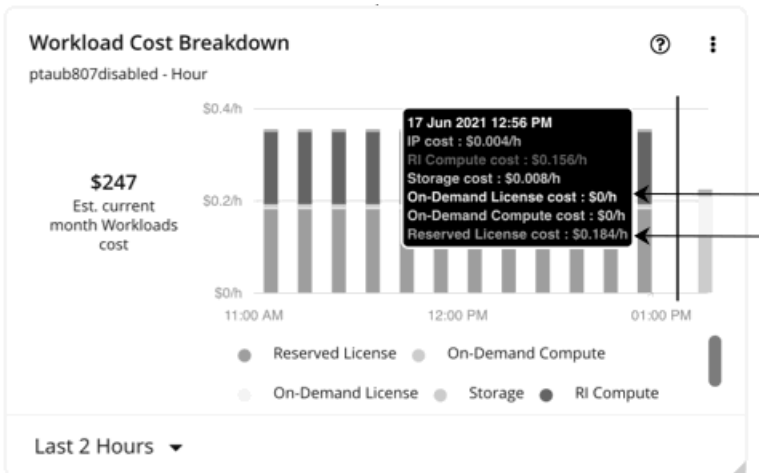 Workload Cost Breakdown
ptaub807disabled - Hour
$247
Est. current
month Workloads
cost
$0.4/h
$0.2/h
$0/h
17 Jun 2021 12:56 PM
IP cost : $0.004/h
RI Compute cost : $0.156/h
Storage cost : $0.008/h
On-Demand License cost : $0/h
On-Demand Compute cost : $0/h
Reserved License cost : $0.184/h
11:00 AM 12:00 PM 01:00 PM
Reserved License On-Demand Compute
On-Demand License Storage RI Compute
Last 2 Hours